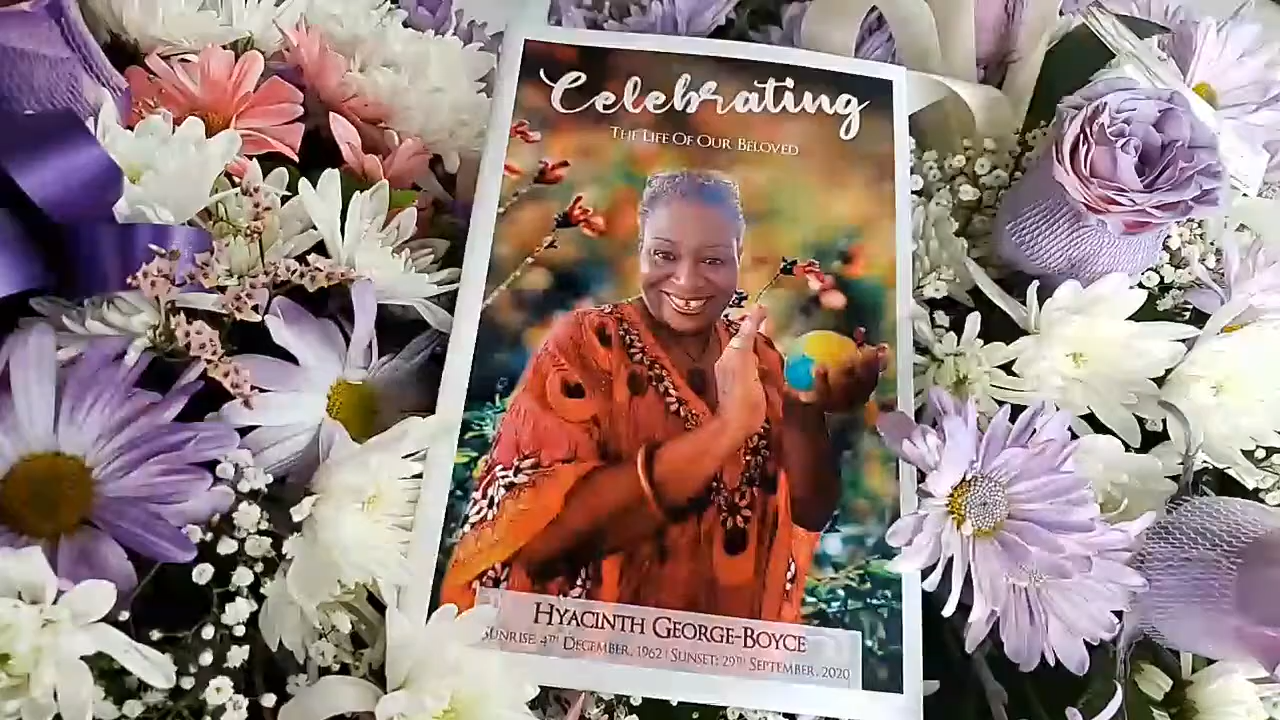 Celebrating
The Life Of Our Beloved
Hyacinth George-Boyce
Sunrise: 4th December, 1962 | Sunset: 29th September, 2020